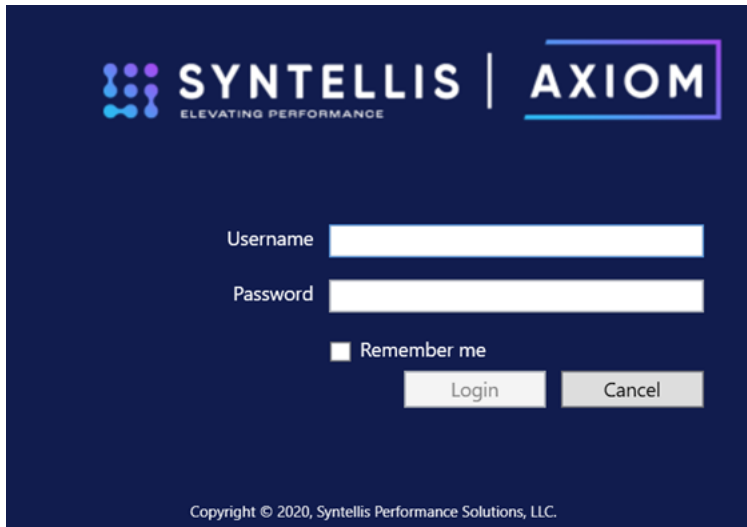 SYNTELLIS | AXIOM
ELEVATING PERFORMANCE
Username
Password
Remember me
Login Cancel
Copyright © 2020, Syntellis Performance Solutions, LLC.